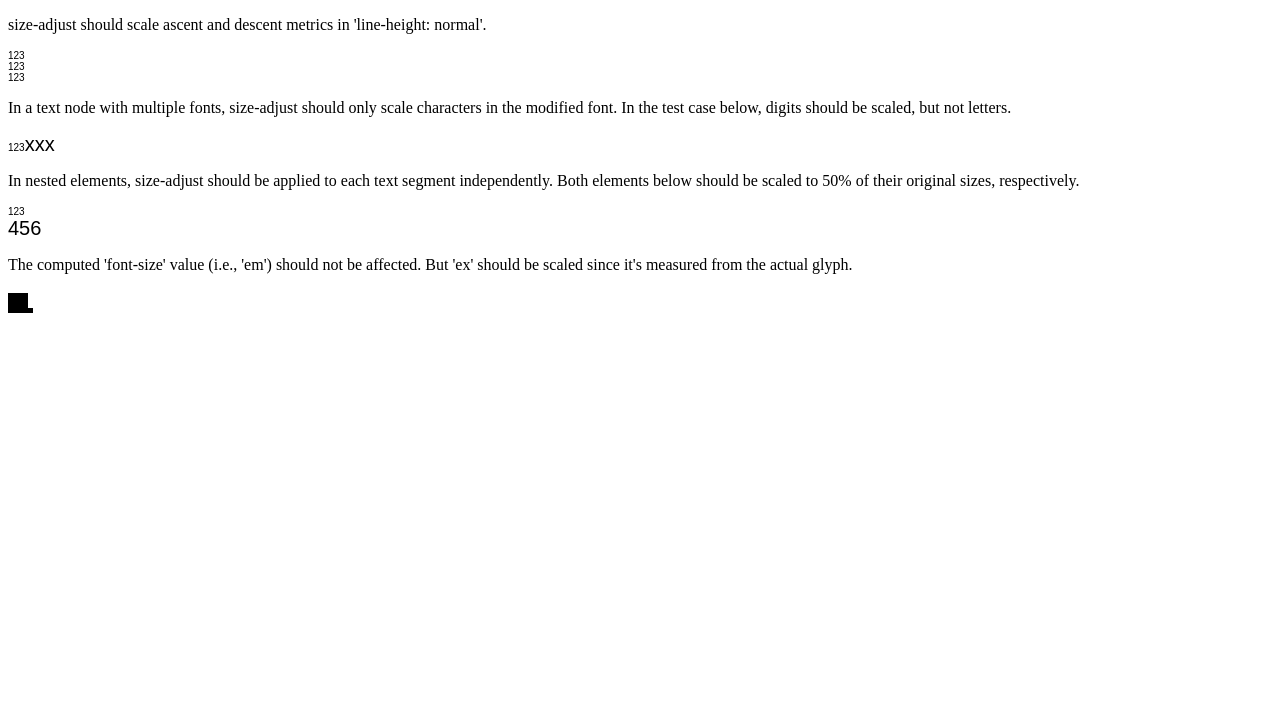 size-adjust should scale ascent and descent metrics in 'line-height: normal'.
123
123
123
In a text node with multiple fonts, size-adjust should only scale characters in the modified font. In the test case below, digits should be scaled, but not letters.
123xxx
In nested elements, size-adjust should be applied to each text segment independently. Both elements below should be scaled to 50% of their original sizes, respectively.
123
456
The computed 'font-size' value (i.e., 'em') should not be affected. But 'ex' should be scaled since it's measured from the actual glyph.